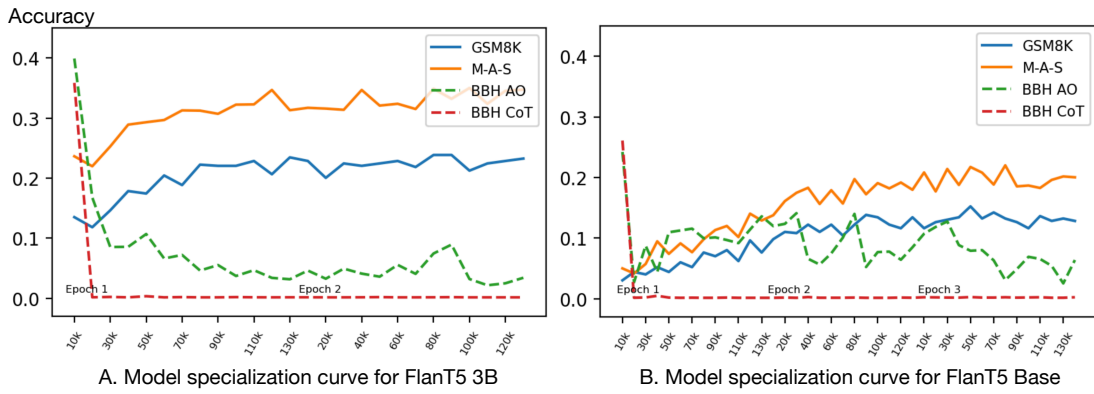 Accuracy
0.4
0.3
0.2
0.1
0.0
GSM8K
M-A-S
BBH AO
BBH CoT
Epoch 1
Epoch 2
10k
30k
50k
70k
90k
110k
130k
20k
40k
60k
80k
100k
120k
A. Model specialization curve for FlanT5 3B
0.4
0.3
0.2
0.1
0.0
GSM8K
M-A-S
BBH AO
BBH CoT
Epoch 1
Epoch 2
Epoch 3
10k
30k
50k
70k
90k
110k
130k
20k
40k
60k
80k
100k
120k
10k
30k
50k
70k
90k
110k
130k
B. Model specialization curve for FlanT5 Base